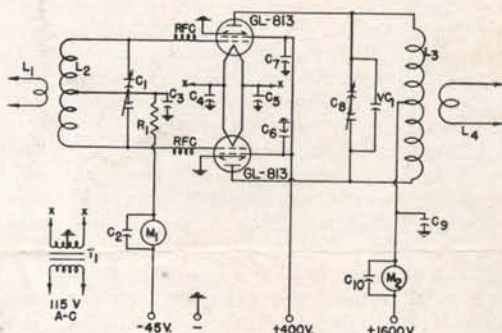 RFC
GL-813
L1
L2
C1
C3
R1
C4
X
X
C5
C7
C6
C8
VC1
L3
L4
RFC
GL-813
X
X
T1
115 V
A-C
C2
M1
C9
C10
M2
-45V.
-
+400V.
+1600V.